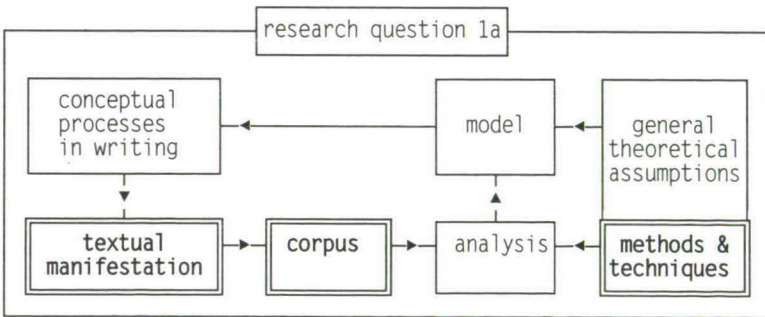 research question 1a
conceptual
processes
in writing
model
general
theoretical
assumptions
textual
manifestation
corpus
analysis
methods &
techniques